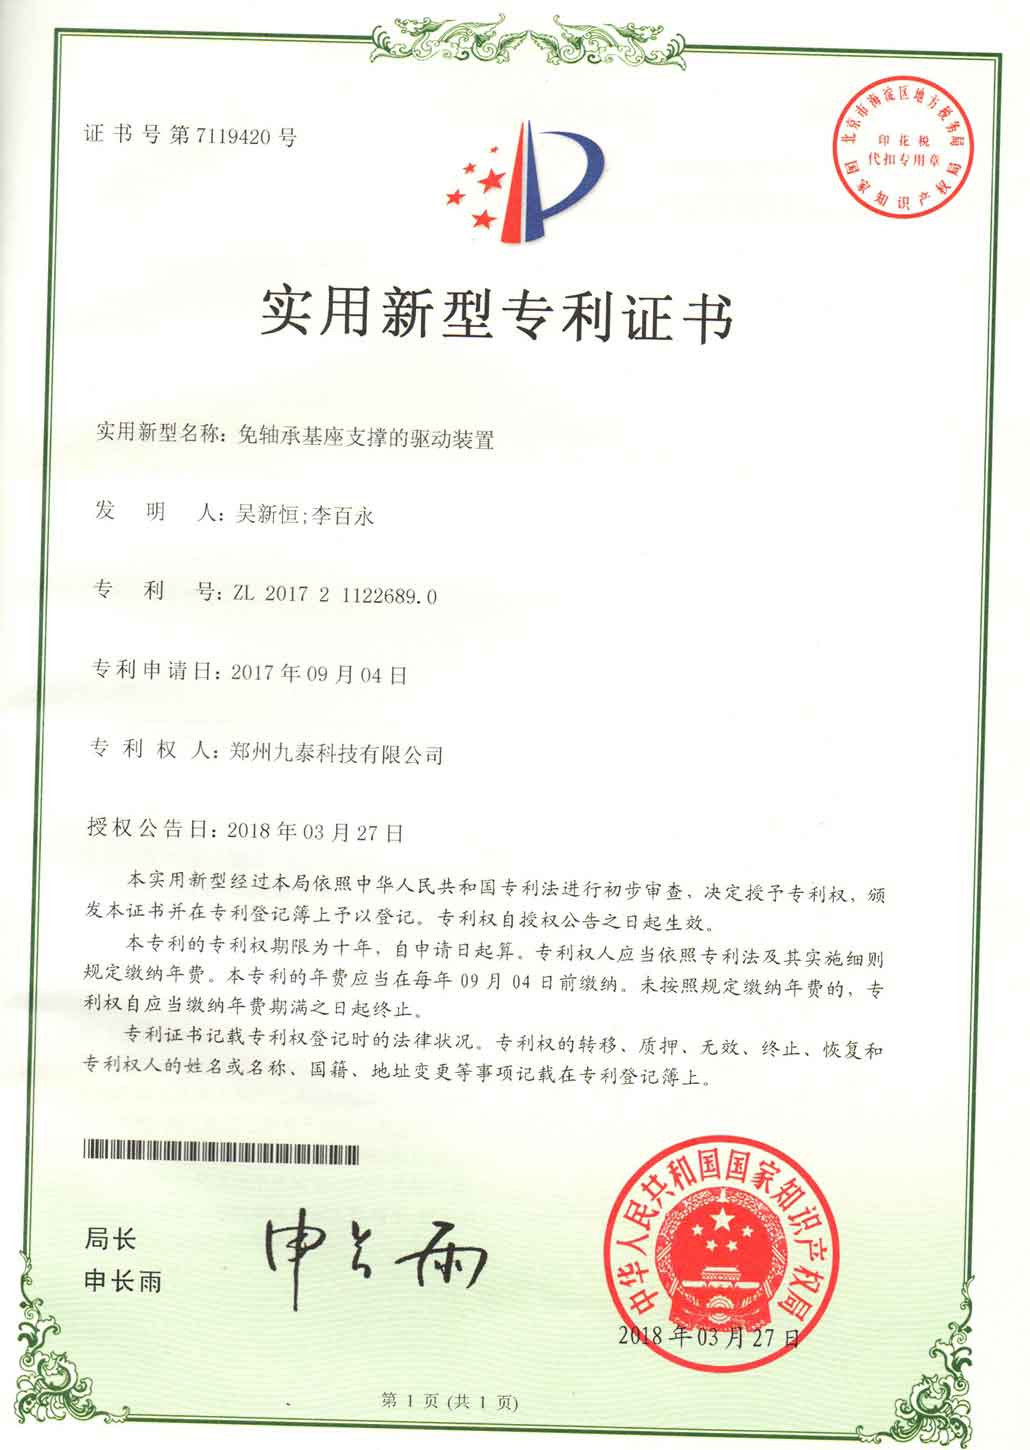 证书号第7119420号
北京市海淀区地方税务局
印花税
代扣专用章
国家知识产权局
实用新型专利证书
实用新型名称：免轴承基座支撑的驱动装置
发 明 人：吴新恒;李百永
专 利 号：ZL 2017 2 1122689.0
专利申请日：2017年09月04日
专 利 权 人：郑州九泰科技有限公司
授权公告日：2018年03月27日
本实用新型经过本局依照中华人民共和国专利法进行初步审查，决定授予专利权，颁
发本证书并在专利登记簿上予以登记。专利权自授权公告之日起生效。
本专利的专利权期限为十年，自申请日起算。专利权人应当依照专利法及其实施细则
规定缴纳年费。本专利的年费应当在每年09月04日前缴纳。未按照规定缴纳年费的，专
利权自应当缴纳年费期满之日起终止。
专利证书记载专利权登记时的法律状况。专利权的转移、质押、无效、终止、恢复和
专利权人的姓名或名称、国籍、地址变更等事项记载在专利登记簿上。
局长
申长雨
申长雨
中华人民共和国国家知识产权局
2018年03月27日
第1页(共1页)